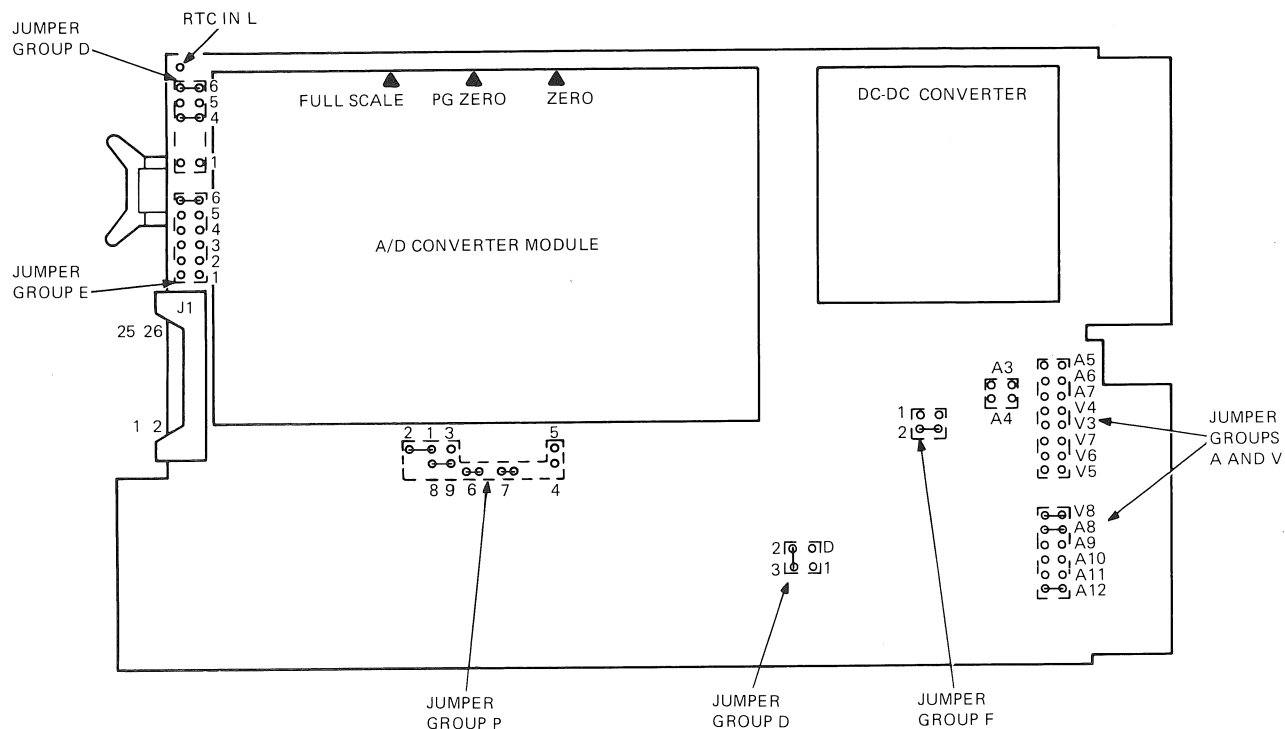 RTC IN L
JUMPER
GROUP D
6
5
4
1
FULL SCALE
PG ZERO
ZERO
DC-DC CONVERTER
6
5
4
3
2
1
A/D CONVERTER MODULE
JUMPER
GROUP E
J1
25 26
1 2
2 1 3
5
8 9
6
7
4
A3
A4
1
2
A5
A6
A7
V4
V3
V7
V6
V5
JUMPER
GROUPS
A AND V
V8
A8
A9
A10
A11
A12
2 D
3 1
JUMPER
GROUP P
JUMPER
GROUP D
JUMPER
GROUP F